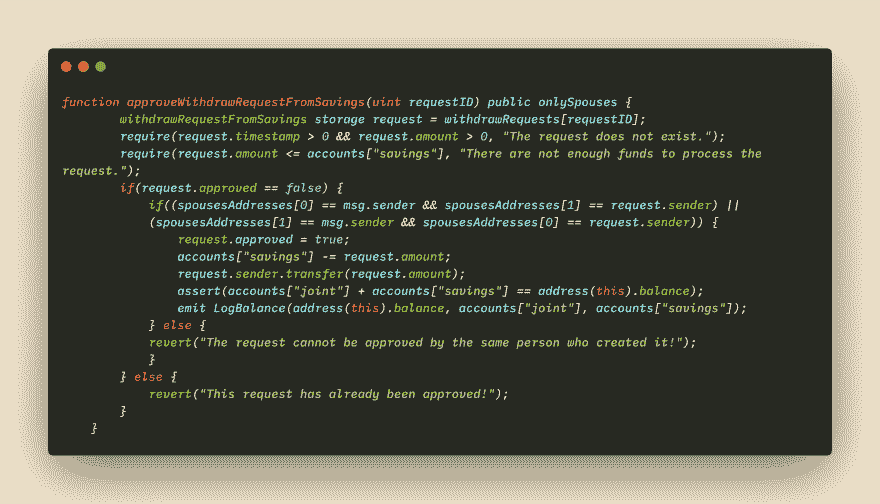 function approveWithdrawRequestFromSavings(uint requestID) public onlySpouses {
withdrawRequestFromSavings storage request = withdrawRequests[requestID];
require(request.timestamp > 0 && request.amount > 0, "The request does not exist.");
require(request.amount <= accounts["savings"], "There are not enough funds to process the
request.");
if(request.approved == false) {
if((spousesAddresses[0] == msg.sender && spousesAddresses[1] == request.sender) ||
(spousesAddresses[1] == msg.sender && spousesAddresses[0] == request.sender)) {
request.approved = true;
accounts["savings"] -= request.amount;
request.sender.transfer(request.amount);
assert(accounts["joint"] + accounts["savings"] == address(this).balance);
emit LogBalance(address(this).balance, accounts["joint"], accounts["savings"]);
} else {
revert("The request cannot be approved by the same person who created it!");
}
} else {
revert("This request has already been approved!");
}
}